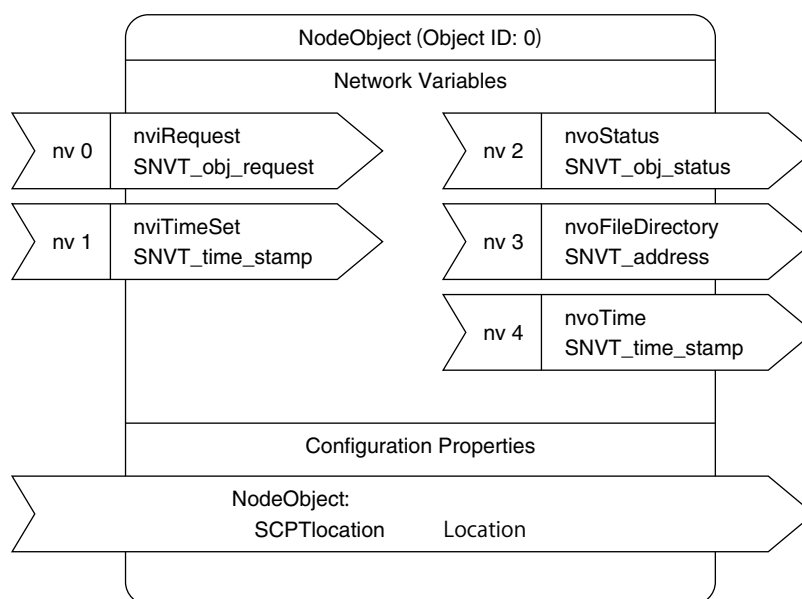 NodeObject (Object ID: 0)
Network Variables
nv 0
nviRequest
SNVT_obj_request
nv 1
nviTimeSet
SNVT_time_stamp
nv 2
nvoStatus
SNVT_obj_status
nv 3
nvoFileDirectory
SNVT_address
nv 4
nvoTime
SNVT_time_stamp
Configuration Properties
NodeObject:
SCPTlocation Location